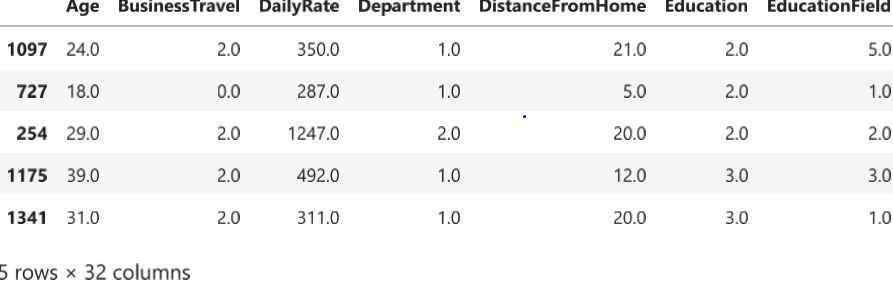 Age BusinessTravel DailyRate Department DistanceFromHome Education EducationField
1097 24.0 2.0 350.0 1.0 21.0 2.0 5.0
727 18.0 0.0 287.0 1.0 5.0 2.0 1.0
254 29.0 2.0 1247.0 2.0 20.0 2.0 2.0
1175 39.0 2.0 492.0 1.0 12.0 3.0 3.0
1341 31.0 2.0 311.0 1.0 20.0 3.0 1.0
5 rows × 32 columns